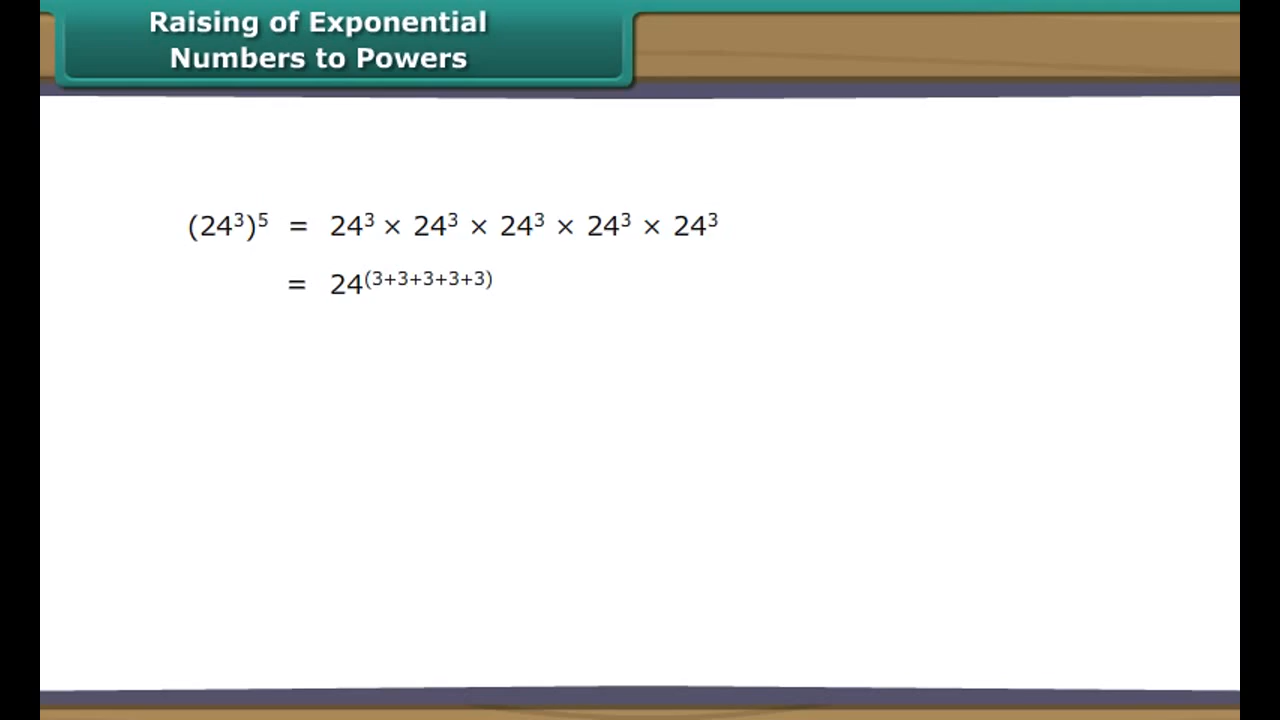 Raising of Exponential
Numbers to Powers
(24³)⁵ = 24³ × 24³ × 24³ × 24³ × 24³
= 24⁽³⁺³⁺³⁺³⁺³⁾